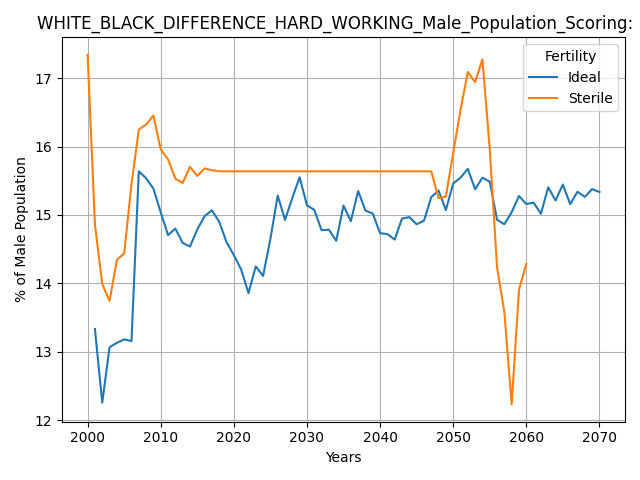 WHITE_BLACK_DIFFERENCE_HARD_WORKING_Male_Population_Scoring:
Fertility
Ideal
Sterile
% of Male Population
17
16
15
14
13
12
2000 2010 2020 2030 2040 2050 2060 2070
Years